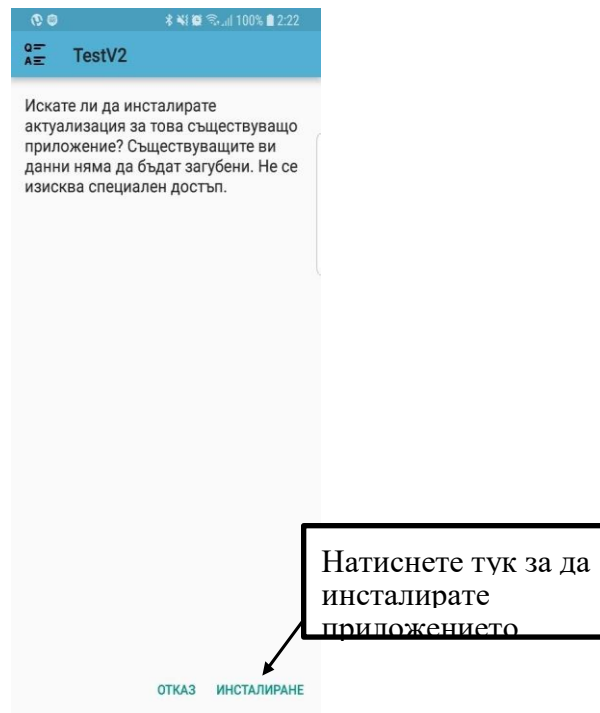 100% 2:22
Q
A
TestV2
Искате ли да инсталирате
актуализация за това съществуващо
приложение? Съществуващите ви
данни няма да бъдат загубени. Не се
изисква специален достъп.
Натиснете тук за да
инсталирате
приложението
ОТКАЗ ИНСТАЛИРАНЕ